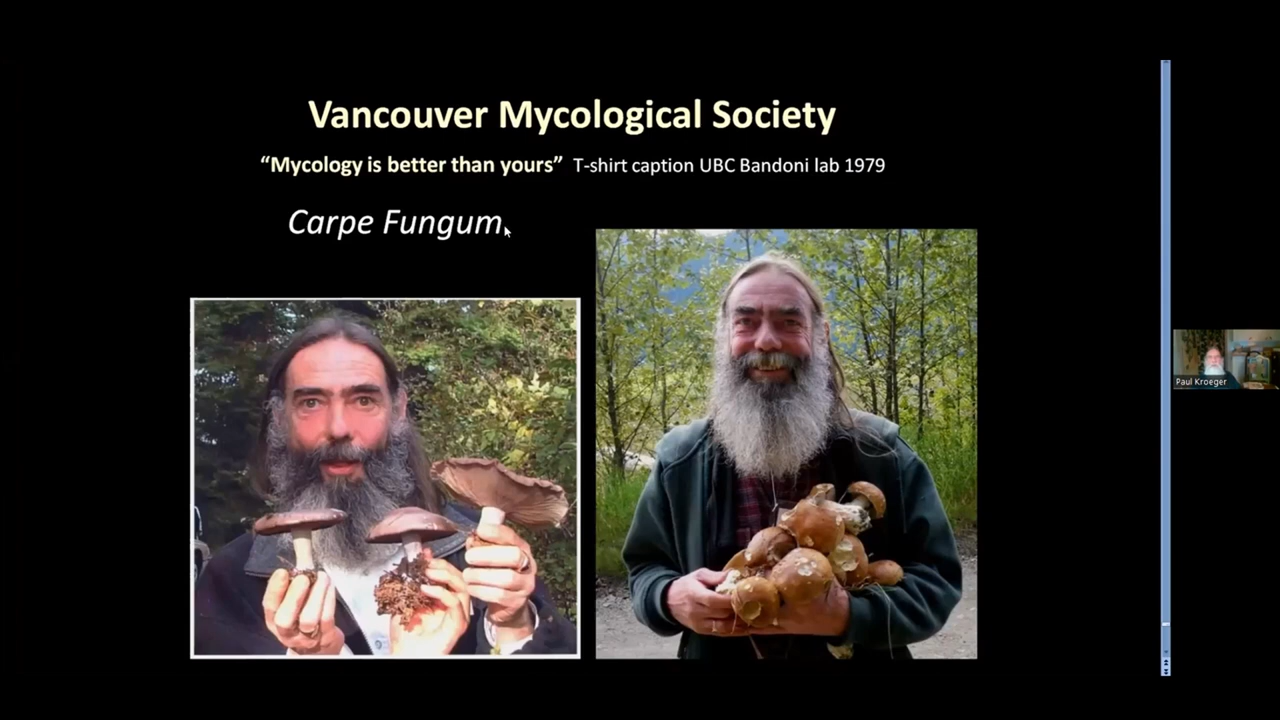 Vancouver Mycological Society
“Mycology is better than yours” T-shirt caption UBC Bandoni lab 1979
Carpe Fungum
Paul Kroeger